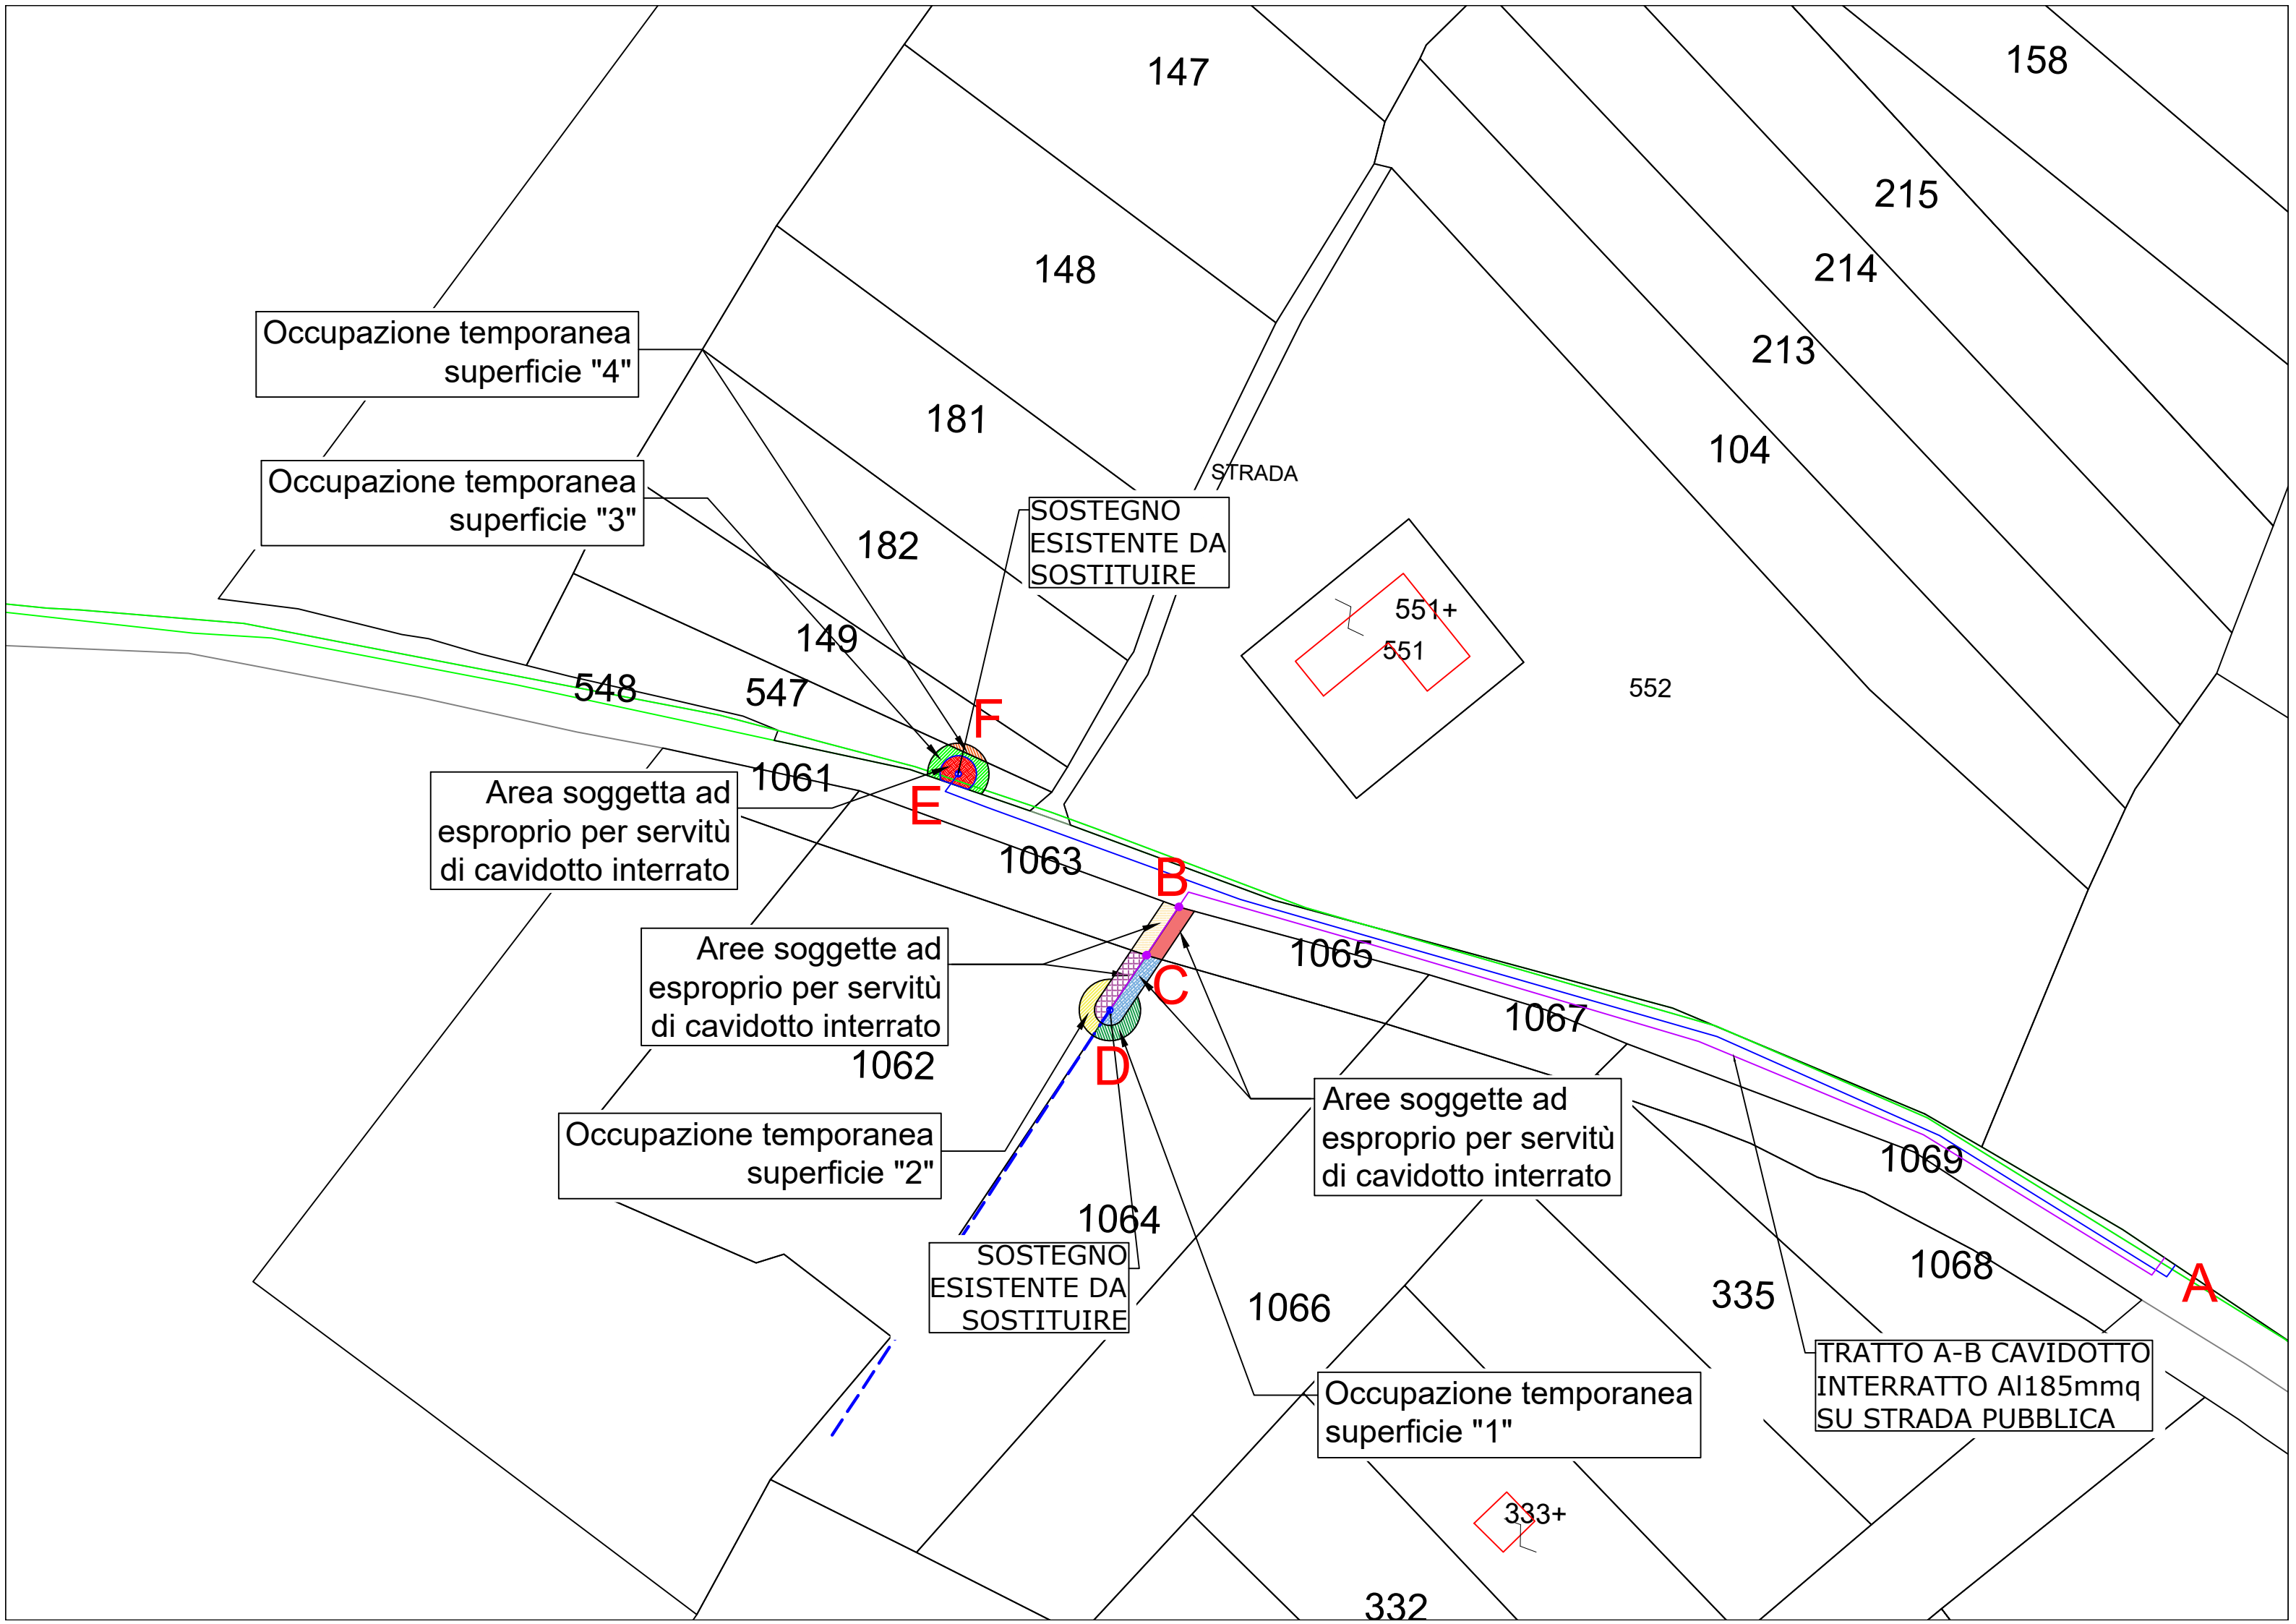 147
158
215
148
214
Occupazione temporanea
superficie "4"
213
181
104
STRADA
Occupazione temporanea
superficie "3"
SOSTEGNO
ESISTENTE DA
SOSTITUIRE
182
551+
149
551
548
547
552
F
1061
Area soggetta ad
esproprio per servitù
di cavidotto interrato
E
1063
B
1065
Aree soggette ad
esproprio per servitù
di cavidotto interrato
C
1067
1062
D
Aree soggette ad
esproprio per servitù
di cavidotto interrato
Occupazione temporanea
superficie "2"
1069
1064
SOSTEGNO
ESISTENTE DA
SOSTITUIRE
1068
A
335
1066
TRATTO A-B CAVIDOTTO
INTERRATTO Al185mmq
SU STRADA PUBBLICA
Occupazione temporanea
superficie "1"
333+
332